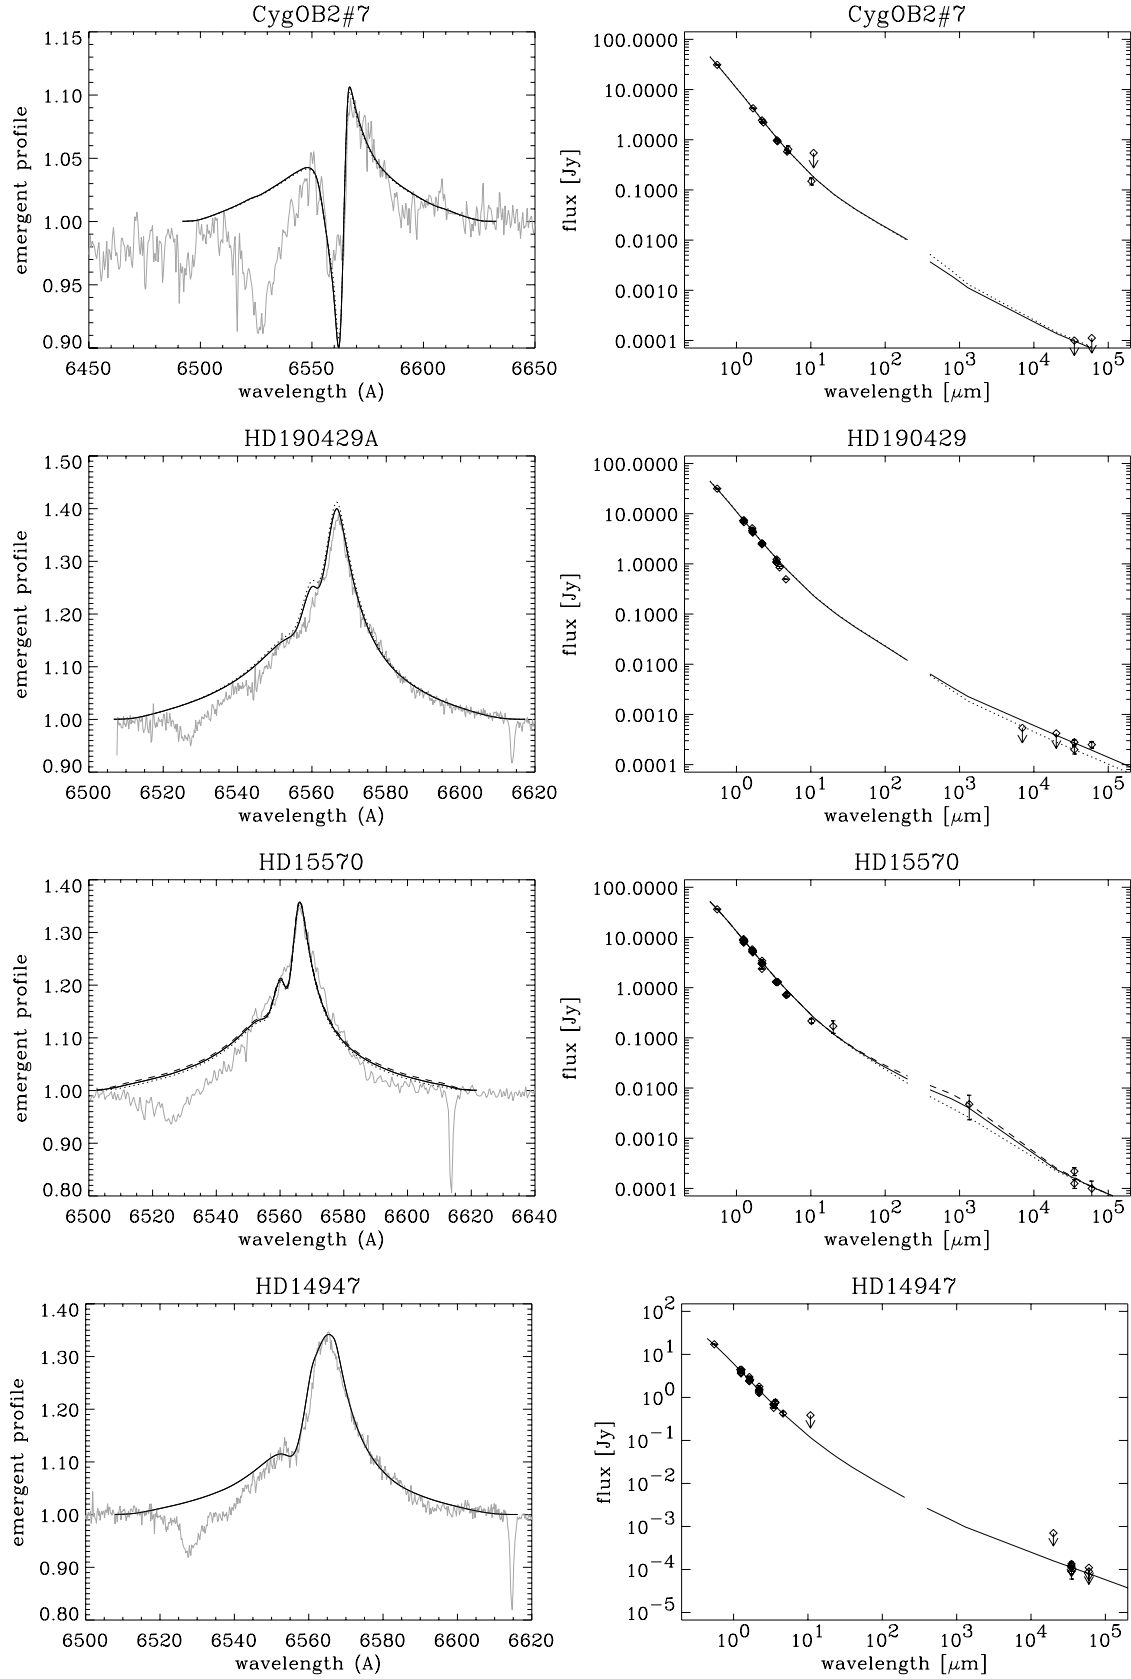 CygOB2#7
1.15
1.10
1.05
1.00
0.95
0.90
emergent profile
6450 6500 6550 6600 6650
wavelength (A)
CygOB2#7
100.0000
10.0000
1.0000
0.1000
0.0100
0.0010
0.0001
flux [Jy]
10^0 10^1 10^2 10^3 10^4 10^5
wavelength [μm]
HD190429A
1.50
1.40
1.30
1.20
1.10
1.00
0.90
emergent profile
6500 6520 6540 6560 6580 6600 6620
wavelength (A)
HD190429
100.0000
10.0000
1.0000
0.1000
0.0100
0.0010
0.0001
flux [Jy]
10^0 10^1 10^2 10^3 10^4 10^5
wavelength [μm]
HD15570
1.40
1.30
1.20
1.10
1.00
0.90
0.80
emergent profile
6500 6520 6540 6560 6580 6600 6620 6640
wavelength (A)
HD15570
100.0000
10.0000
1.0000
0.1000
0.0100
0.0010
0.0001
flux [Jy]
10^0 10^1 10^2 10^3 10^4 10^5
wavelength [μm]
HD14947
1.40
1.30
1.20
1.10
1.00
0.90
0.80
emergent profile
6500 6520 6540 6560 6580 6600 6620
wavelength (A)
HD14947
10^2
10^1
10^0
10^-1
10^-2
10^-3
10^-4
10^-5
flux [Jy]
10^0 10^1 10^2 10^3 10^4 10^5
wavelength [μm]